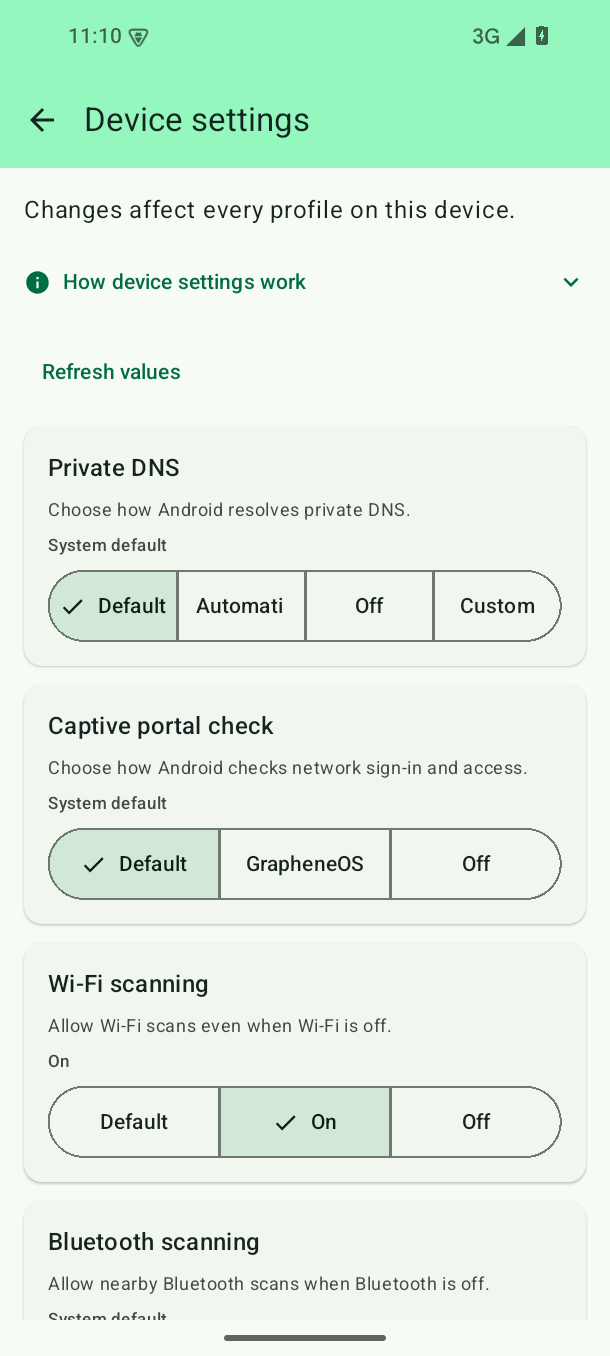 11:10
3G
Device settings
Changes affect every profile on this device.
How device settings work
Refresh values
Private DNS
Choose how Android resolves private DNS.
System default
Default Automati Off Custom
Captive portal check
Choose how Android checks network sign-in and access.
System default
Default GrapheneOS Off
Wi-Fi scanning
Allow Wi-Fi scans even when Wi-Fi is off.
On
Default On Off
Bluetooth scanning
Allow nearby Bluetooth scans when Bluetooth is off.
System default